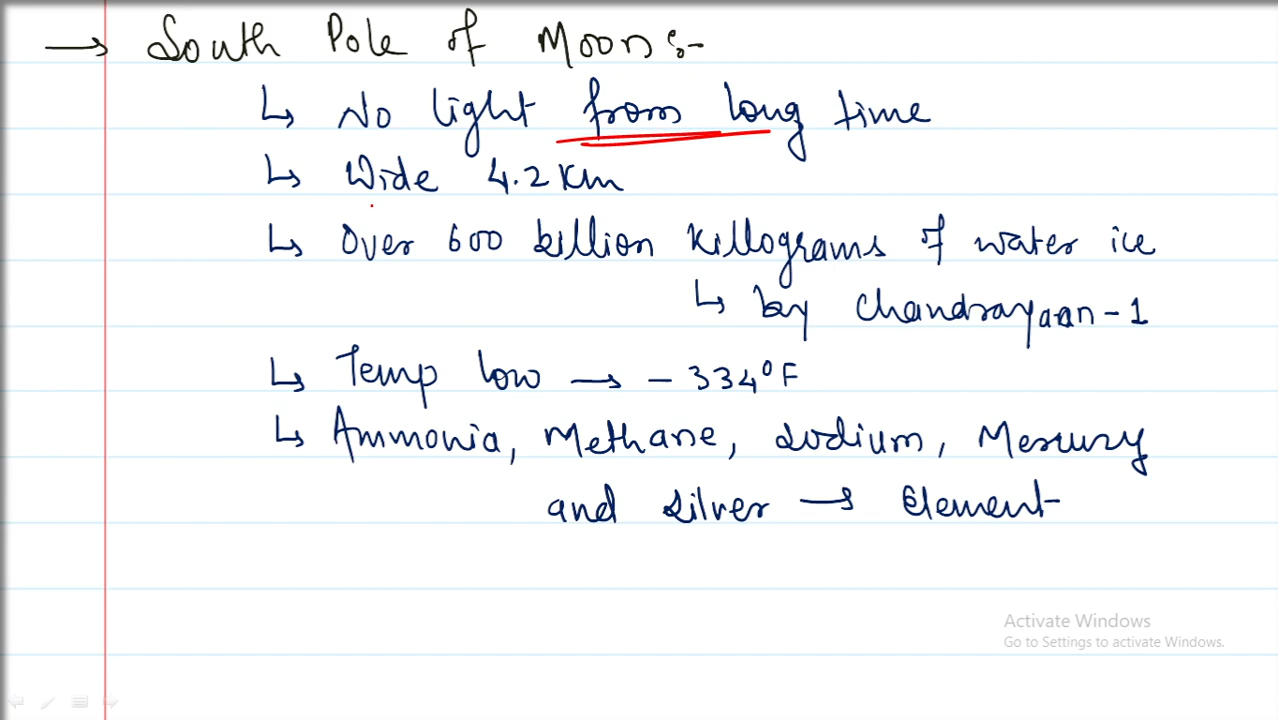 → South Pole of Moon:-
↳ No light from long time
↳ Wide 4.2 Km
↳ Over 600 billion killograms of water ice
↳ by Chandrayaan-1
↳ Temp low → - 334°F
↳ Ammonia, Methane, Sodium, Mercury
and Silver → Element
Activate Windows
Go to Settings to activate Windows.